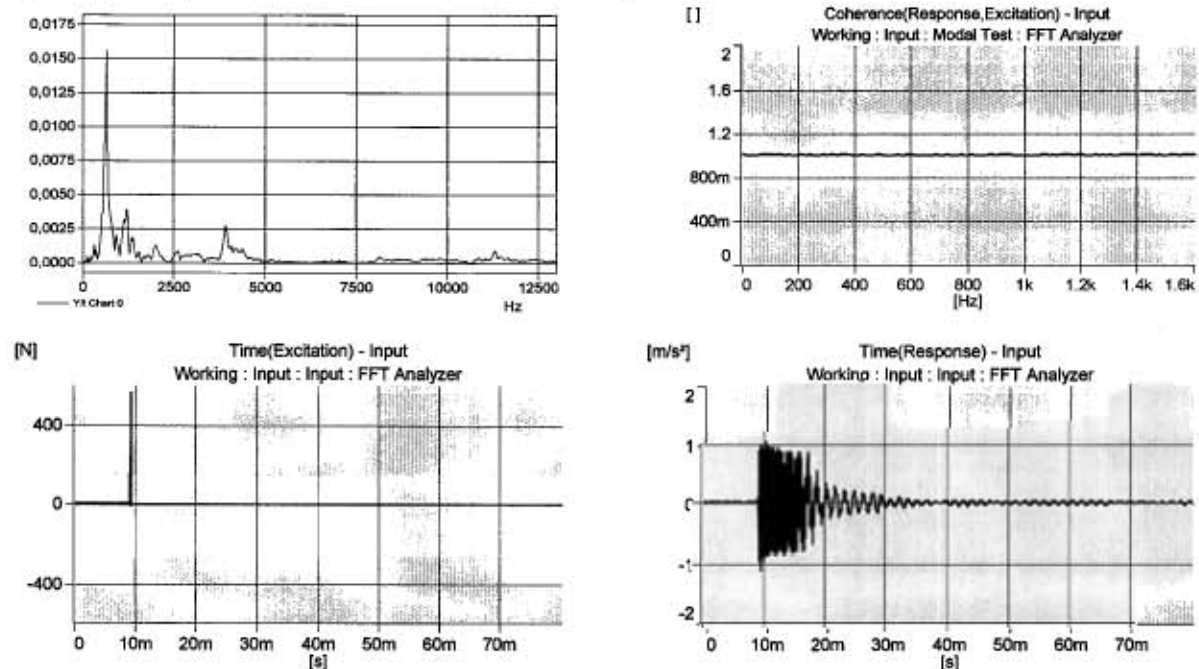 0,0175
0,0150
0,0125
0,0100
0,0075
0,0050
0,0025
0,0000
0 2500 5000 7500 10000 12500
Hz
Yt Chart 0
[ ]
Coherence(Response,Excitation) - Input
Working : Input : Modal Test : FFT Analyzer
2
1.6
1.2
800m
400m
0
0 200 400 600 800 1k 1.2k 1.4k 1.6k
[Hz]
[N]
Time(Excitation) - Input
Working : Input : Input : FFT Analyzer
400
0
-400
0 10m 20m 30m 40m 50m 60m 70m
[s]
[m/s²]
Time(Response) - Input
Working : Input : Input : FFT Analyzer
2
1
0
-1
-2
0 10m 20m 30m 40m 50m 60m 70m
[s]